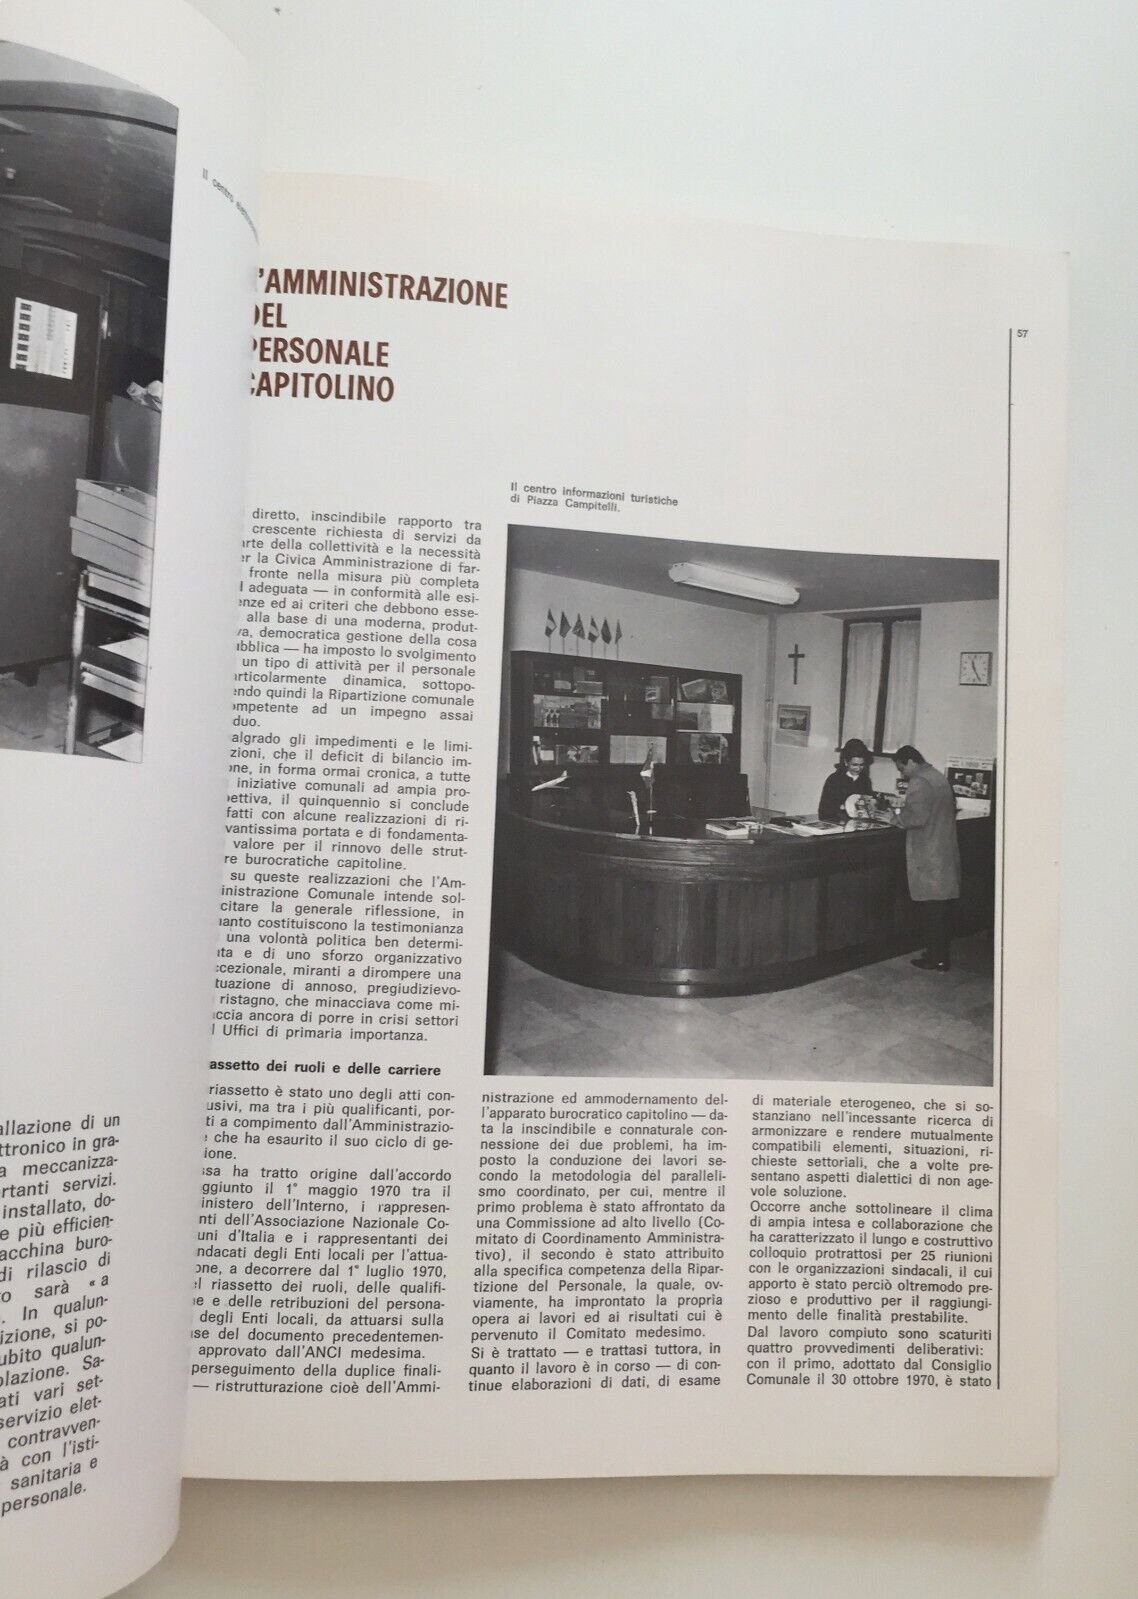 Il centro
'AMMINISTRAZIONE
DEL
PERSONALE
CAPITOLINO
57
Il centro informazioni turistiche
di Piazza Campitelli.
diretto, inscindibile rapporto tra
crescente richiesta di servizi da
arte della collettività e la necessità
er la Civica Amministrazione di far-
fronte nella misura più completa
adeguata — in conformità alle esi-
enze ed ai criteri che debbono esse-
alla base di una moderna, produt-
va, democratica gestione della cosa
ubblica — ha imposto lo svolgimento
un tipo di attività per il personale
articolarmente dinamica, sottopo-
endo quindi la Ripartizione comunale
ompetente ad un impegno assai
duo.
algrado gli impedimenti e le limi-
zioni, che il deficit di bilancio im-
one, in forma ormai cronica, a tutte
iniziative comunali ad ampia pro-
pettiva, il quinquennio si conclude
fatti con alcune realizzazioni di ri-
vantissima portata e di fondamenta-
valore per il rinnovo delle strut-
re burocratiche capitoline.
su queste realizzazioni che l'Am-
inistrazione Comunale intende sol-
citare la generale riflessione, in
uanto costituiscono la testimonianza
una volontà politica ben determi-
ata e di uno sforzo organizzativo
ccezionale, miranti a dirompere una
tuazione di annoso, pregiudizievo-
ristagno, che minacciava come mi-
accia ancora di porre in crisi settori
Uffici di primaria importanza.
assetto dei ruoli e delle carriere
riassetto è stato uno degli atti con-
usivi, ma tra i più qualificanti, por-
ti a compimento dall'Amministrazio-
e che ha esaurito il suo ciclo di ge-
ione.
ssa ha tratto origine dall'accordo
aggiunto il 1° maggio 1970 tra il
inistero dell'Interno, i rappresen-
nti dell'Associazione Nazionale Co-
uni d'Italia e i rappresentanti dei
indacati degli Enti locali per l'attua-
one, a decorrere dal 1° luglio 1970,
el riassetto dei ruoli, delle qualifi-
e e delle retribuzioni del persona-
degli Enti locali, da attuarsi sulla
se del documento precedentemen-
approvato dall'ANCI medesima.
perseguimento della duplice finali-
— ristrutturazione cioè dell'Ammi-
nistrazione ed ammodernamento del-
l'apparato burocratico capitolino — da-
ta la inscindibile e connaturale con-
nessione dei due problemi, ha im-
posto la conduzione dei lavori se-
condo la metodologia del paralleli-
smo coordinato, per cui, mentre il
primo problema è stato affrontato da
una Commissione ad alto livello (Co-
mitato di Coordinamento Amministra-
tivo), il secondo è stato attribuito
alla specifica competenza della Ripar-
tizione del Personale, la quale, ov-
viamente, ha improntato la propria
opera ai lavori ed ai risultati cui è
pervenuto il Comitato medesimo.
Si è trattato — e trattasi tuttora, in
quanto il lavoro è in corso — di con-
tinue elaborazioni di dati, di esame
di materiale eterogeneo, che si so-
stanziano nell'incessante ricerca di
armonizzare e rendere mutualmente
compatibili elementi, situazioni, ri-
chieste settoriali, che a volte pre-
sentano aspetti dialettici di non age-
vole soluzione.
Occorre anche sottolineare il clima
di ampia intesa e collaborazione che
ha caratterizzato il lungo e costruttivo
colloquio protrattosi per 25 riunioni
con le organizzazioni sindacali, il cui
apporto è stato perciò oltremodo pre-
zioso e produttivo per il raggiungi-
mento delle finalità prestabilite.
Dal lavoro compiuto sono scaturiti
quattro provvedimenti deliberativi:
con il primo, adottato dal Consiglio
Comunale il 30 ottobre 1970, è stato
allazione di un
ttronico in gra-
a meccanizza-
rtanti servizi.
installato, do-
e più efficien-
acchina buro-
di rilascio di
o sarà « a
. In qualun-
izione, si po-
ubito qualun-
olazione. Sa-
ati vari set-
servizio elet-
contravven-
à con l'isti-
sanitaria e
personale.